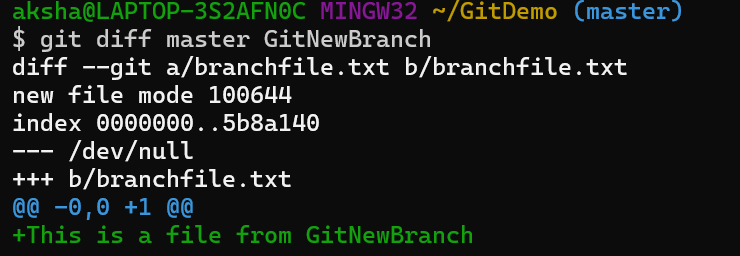 aksha@LAPTOP-3S2AFN0C MINGW32 ~/GitDemo (master)
$ git diff master GitNewBranch
diff --git a/branchfile.txt b/branchfile.txt
new file mode 100644
index 0000000..5b8a140
--- /dev/null
+++ b/branchfile.txt
@@ -0,0 +1 @@
+This is a file from GitNewBranch